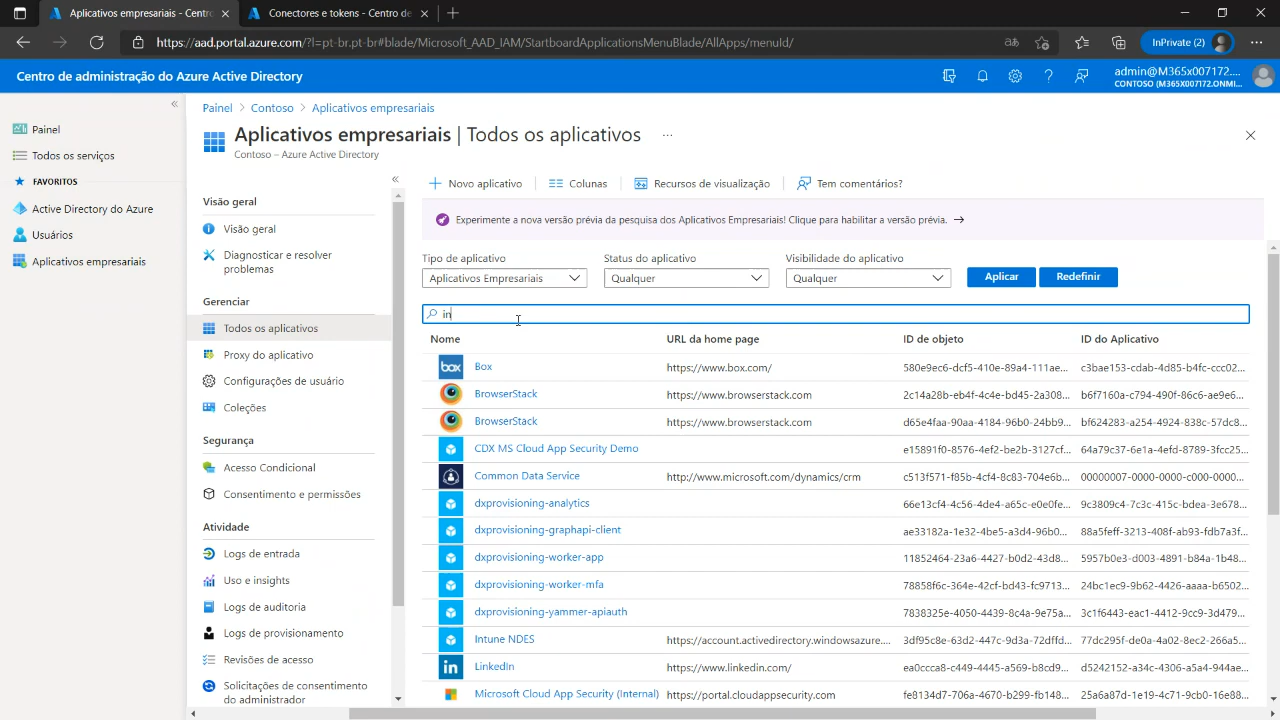 Aplicativos empresariais - Centro
Conectores e tokens - Centro de
https://aad.portal.azure.com/?l=pt-br.pt-br#blade/Microsoft_AAD_IAM/StartboardApplicationsMenuBlade/AllApps/menuId/
InPrivate (2)
Centro de administração do Azure Active Directory
admin@M365x007172....
CONTOSO (M365X007172.ONMI...
Painel
Todos os serviços
FAVORITOS
Active Directory do Azure
Usuários
Aplicativos empresariais
Painel > Contoso > Aplicativos empresariais
Aplicativos empresariais | Todos os aplicativos ...
Contoso – Azure Active Directory
Visão geral
Visão geral
Diagnosticar e resolver
problemas
Gerenciar
Todos os aplicativos
Proxy do aplicativo
Configurações de usuário
Coleções
Segurança
Acesso Condicional
Consentimento e permissões
Atividade
Logs de entrada
Uso e insights
Logs de auditoria
Logs de provisionamento
Revisões de acesso
Solicitações de consentimento
do administrador
Novo aplicativo Colunas Recursos de visualização Tem comentários?
Experimente a nova versão prévia da pesquisa dos Aplicativos Empresariais! Clique para habilitar a versão prévia. →
Tipo de aplicativo Status do aplicativo Visibilidade do aplicativo
Aplicativos Empresariais Qualquer Qualquer Aplicar Redefinir
in
Nome URL da home page ID de objeto ID do Aplicativo
box Box https://www.box.com/ 580e9ec6-dcf5-410e-89a4-111ae... c3bae153-cdab-4d85-b4fc-ccc02...
BrowserStack https://www.browserstack.com 2c14a28b-eb4f-4c4e-bd45-2a308... b6f7160a-c794-490f-86c6-ae9e6...
BrowserStack https://www.browserstack.com d65e4faa-90aa-4184-96b0-24bb9... bf624283-a254-4924-838c-57dc8...
CDX MS Cloud App Security Demo e15891f0-8576-4ef2-be2b-3127cf... 64a79c37-6e1a-4efd-8789-3fcc25...
Common Data Service http://www.microsoft.com/dynamics/crm c513f571-f85b-4cf4-8c83-704e6b... 00000007-0000-0000-c000-0000...
dxprovisioning-analytics 66e13cf4-4c56-4de4-a65c-e0e0fe... 9c3809c4-7c3c-415c-bdea-3e678...
dxprovisioning-graphapi-client ae33182a-1e32-4be5-a3d4-96b0... 88a5feff-3213-408f-ab93-fdb7a3f...
dxprovisioning-worker-app 11852464-23a6-4427-b0d2-43d8... 5957b0e3-d703-4891-b84a-1b48...
dxprovisioning-worker-mfa 78858f6c-364e-42cf-bd43-fc9713... 24bc1ec9-9b62-4426-aaaa-b6502...
dxprovisioning-yammer-apiauth 7838325e-4050-4439-8c4a-9e75a... 3c1f6443-eac1-4412-9cc9-3d479...
Intune NDES https://account.activedirectory.windowsazure.... 3df95c8e-63d2-447c-9d3a-72dffd... 77dc295f-de0a-4a02-8ec2-266a5...
in LinkedIn https://www.linkedin.com/ ea0ccca8-c449-4445-a569-b8cd9... d5242152-a34c-4306-a5a4-944ae...
Microsoft Cloud App Security (Internal) https://portal.cloudappsecurity.com fe8134d7-706a-4670-b299-fb148... 25a6a87d-1e19-4c71-9cb0-16e88...